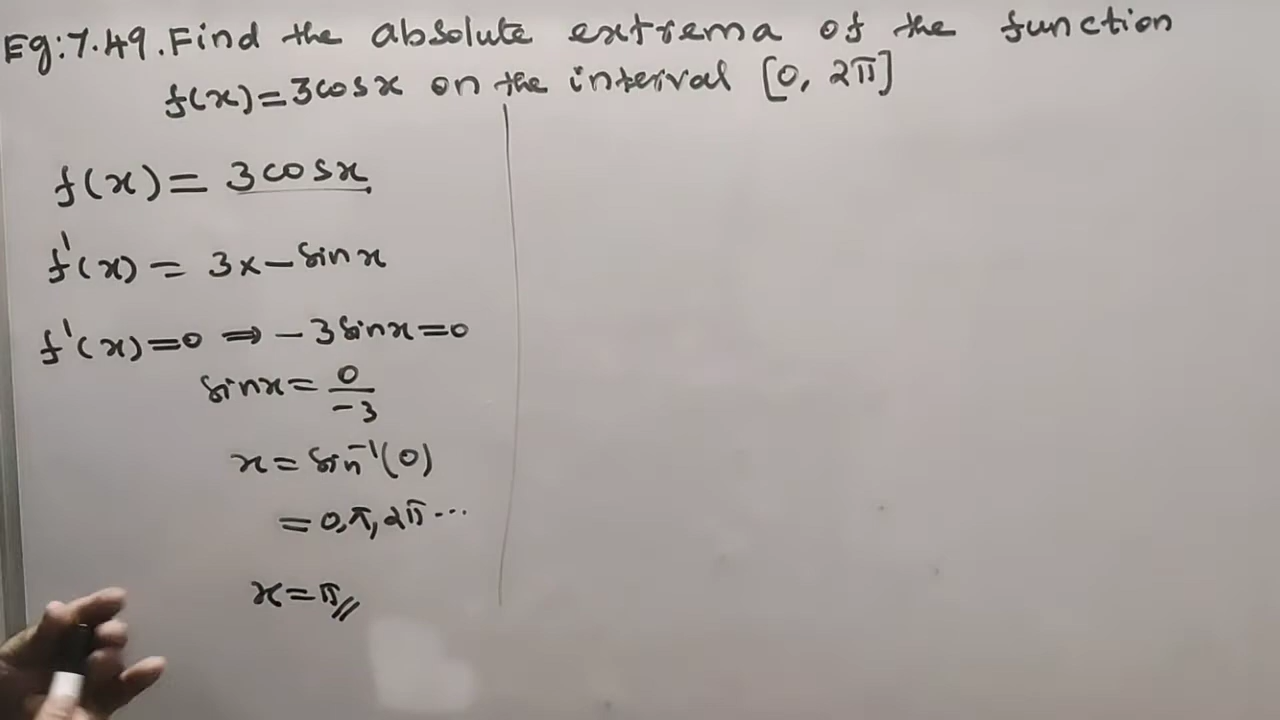 Eg:7.49. Find the absolute extrema of the function
f(x)=3cosx on the interval [0, 2π]
f(x)= 3cosx
f'(x) = 3x-sinx
f'(x)=0 ⇒ -3sinx=0
sinx= 0/-3
x= sin⁻¹(0)
=0,π,2π...
x=π//